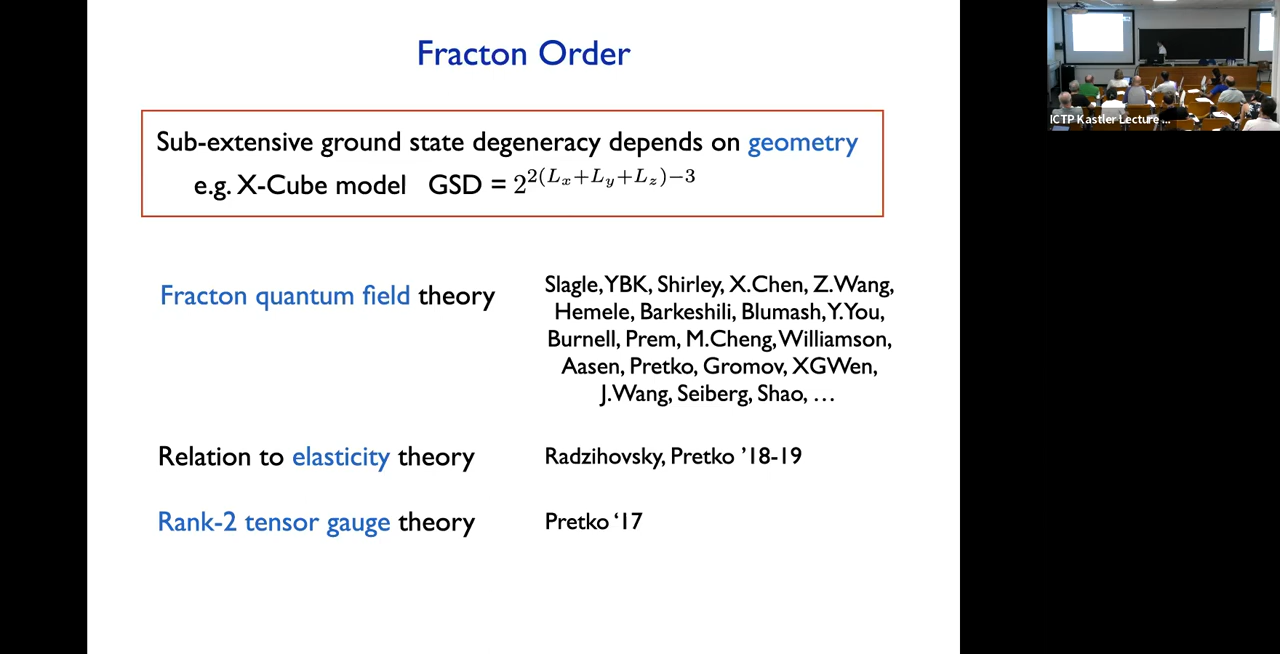 Fracton Order
Sub-extensive ground state degeneracy depends on geometry
e.g. X-Cube model GSD = 2^{2(L_x+L_y+L_z)-3}
Fracton quantum field theory
Slagle, YBK, Shirley, X.Chen, Z.Wang,
Hemele, Barkeshili, Blumash, Y.You,
Burnell, Prem, M.Cheng, Williamson,
Aasen, Pretko, Gromov, XGWen,
J.Wang, Seiberg, Shao, …
Relation to elasticity theory
Radzihovsky, Pretko ’18-19
Rank-2 tensor gauge theory
Pretko ‘17
ICTP Kastler Lecture ...